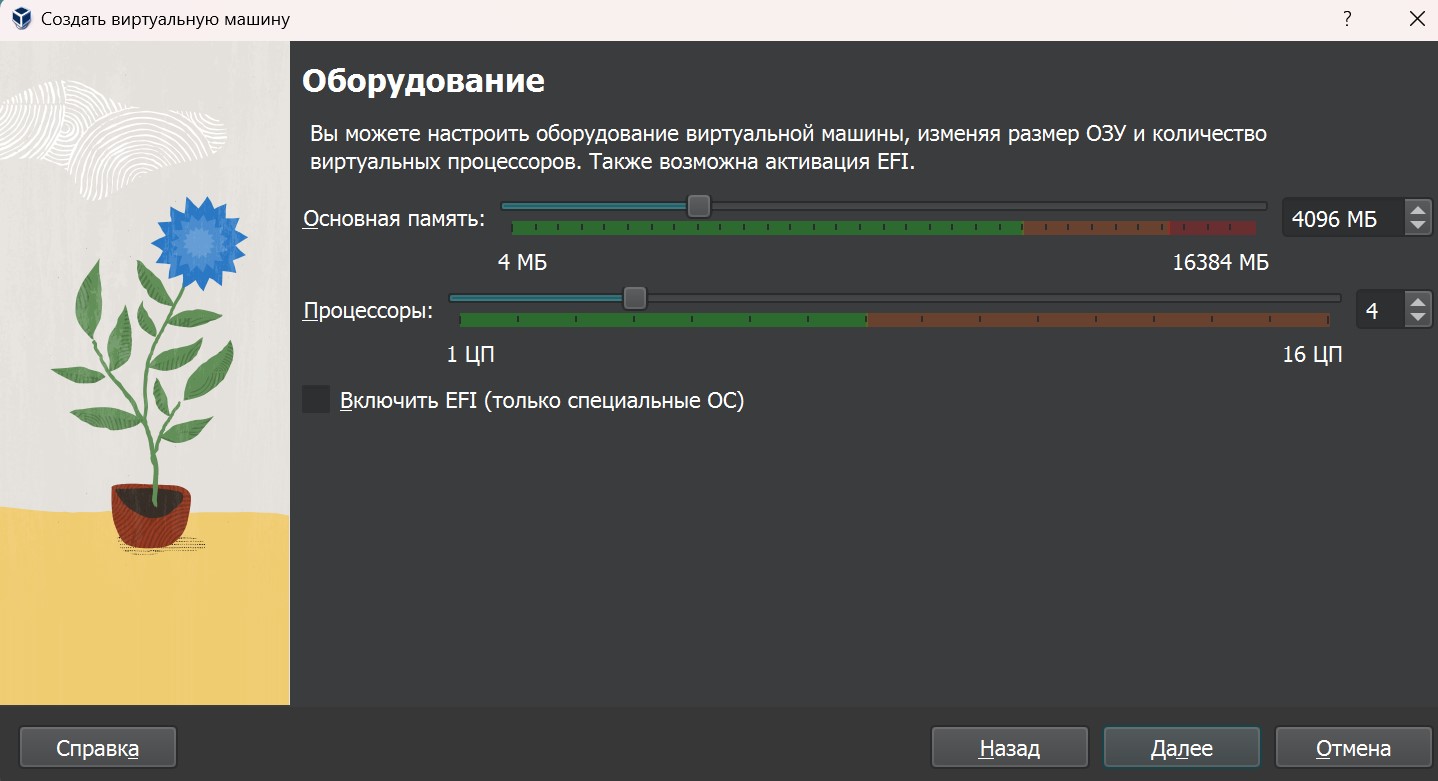 Создать виртуальную машину
?
Оборудование
Вы можете настроить оборудование виртуальной машины, изменяя размер ОЗУ и количество
виртуальных процессоров. Также возможна активация EFI.
Основная память:
4096 МБ
4 МБ
16384 МБ
Процессоры:
4
1 ЦП
16 ЦП
Включить EFI (только специальные ОС)
Справка
Назад
Далее
Отмена